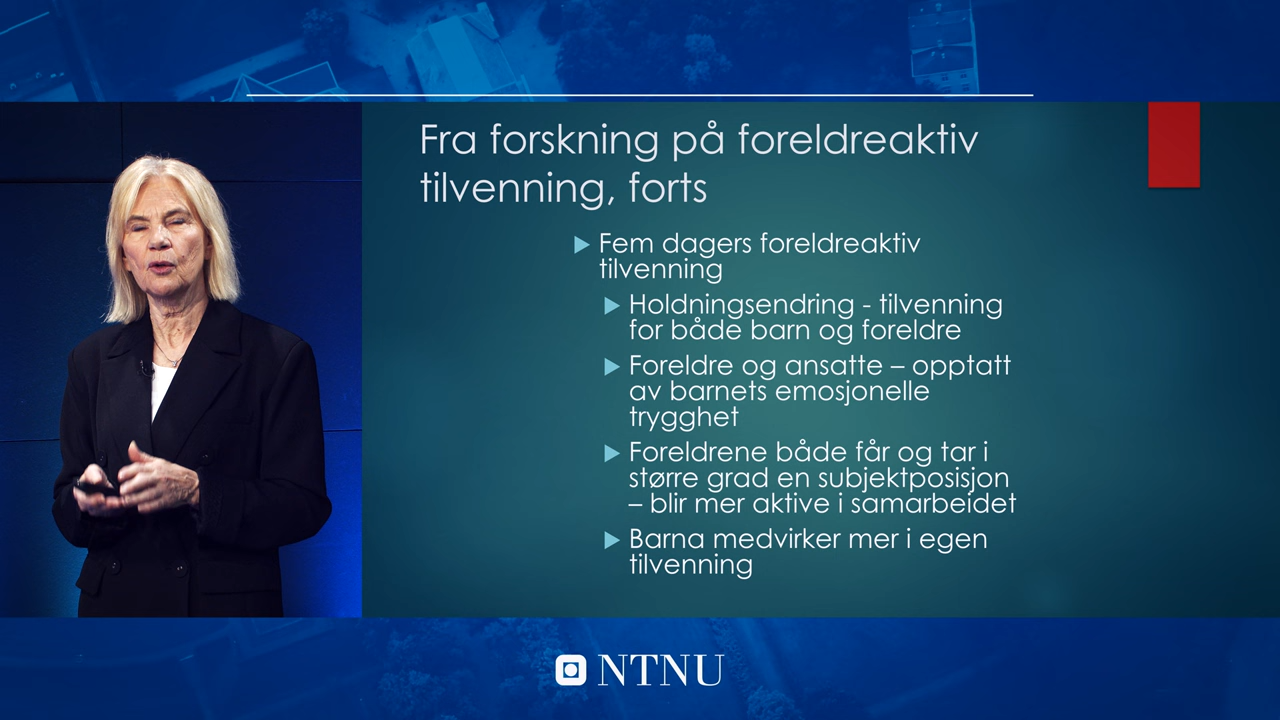 Fra forskning på foreldreaktiv
tilvenning, forts
Fem dagers foreldreaktiv
tilvenning
Holdningsendring - tilvenning
for både barn og foreldre
Foreldre og ansatte – opptatt
av barnets emosjonelle
trygghet
Foreldrene både får og tar i
større grad en subjektposisjon
– blir mer aktive i samarbeidet
Barna medvirker mer i egen
tilvenning
NTNU